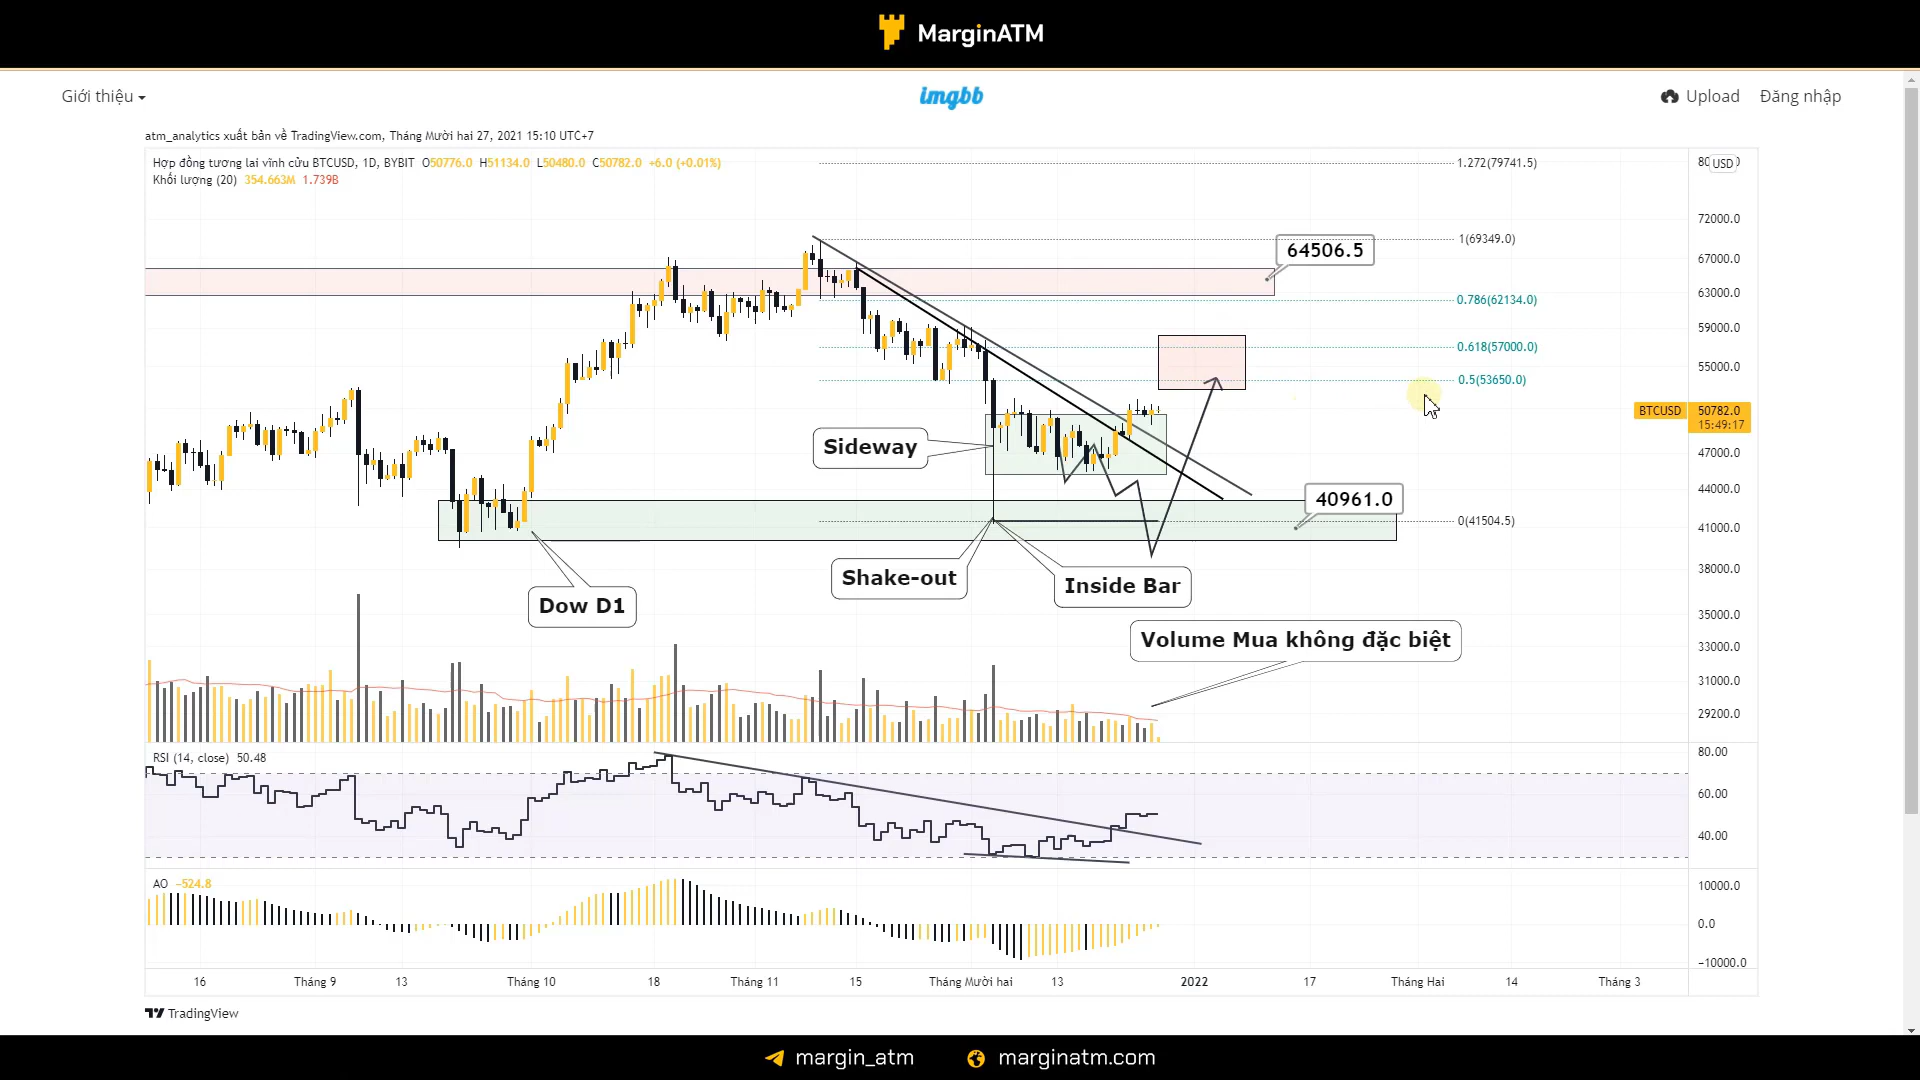 MarginATM
Giới thiệu
imgbb
Upload Đăng nhập
atm_analytics xuất bản về TradingView.com, Tháng Mười hai 27, 2021 15:10 UTC+7
Hợp đồng tương lai vĩnh cửu BTCUSD, 1D, BYBIT O50776.0 H51134.0 L50480.0 C50782.0 +6.0 (+0.01%)
Khối lượng (20) 354.663M 1.739B
1.272(79741.5)
USD
72000.0
1(69349.0)
64506.5
67000.0
63000.0
0.786(62134.0)
59000.0
0.618(57000.0)
55000.0
0.5(53650.0)
BTCUSD 50782.0
15:49:17
Sideway
47000.0
44000.0
40961.0
0(41504.5)
41000.0
38000.0
Shake-out
Inside Bar
Dow D1
35000.0
Volume Mua không đặc biệt
33000.0
31000.0
29200.0
RSI (14, close) 50.48
80.00
60.00
40.00
AO −524.8
10000.0
0.0
−10000.0
16 Tháng 9 13 Tháng 10 18 Tháng 11 15 Tháng Mười hai 13 2022 17 Tháng Hai 14 Tháng 3
TradingView
margin_atm marginatm.com